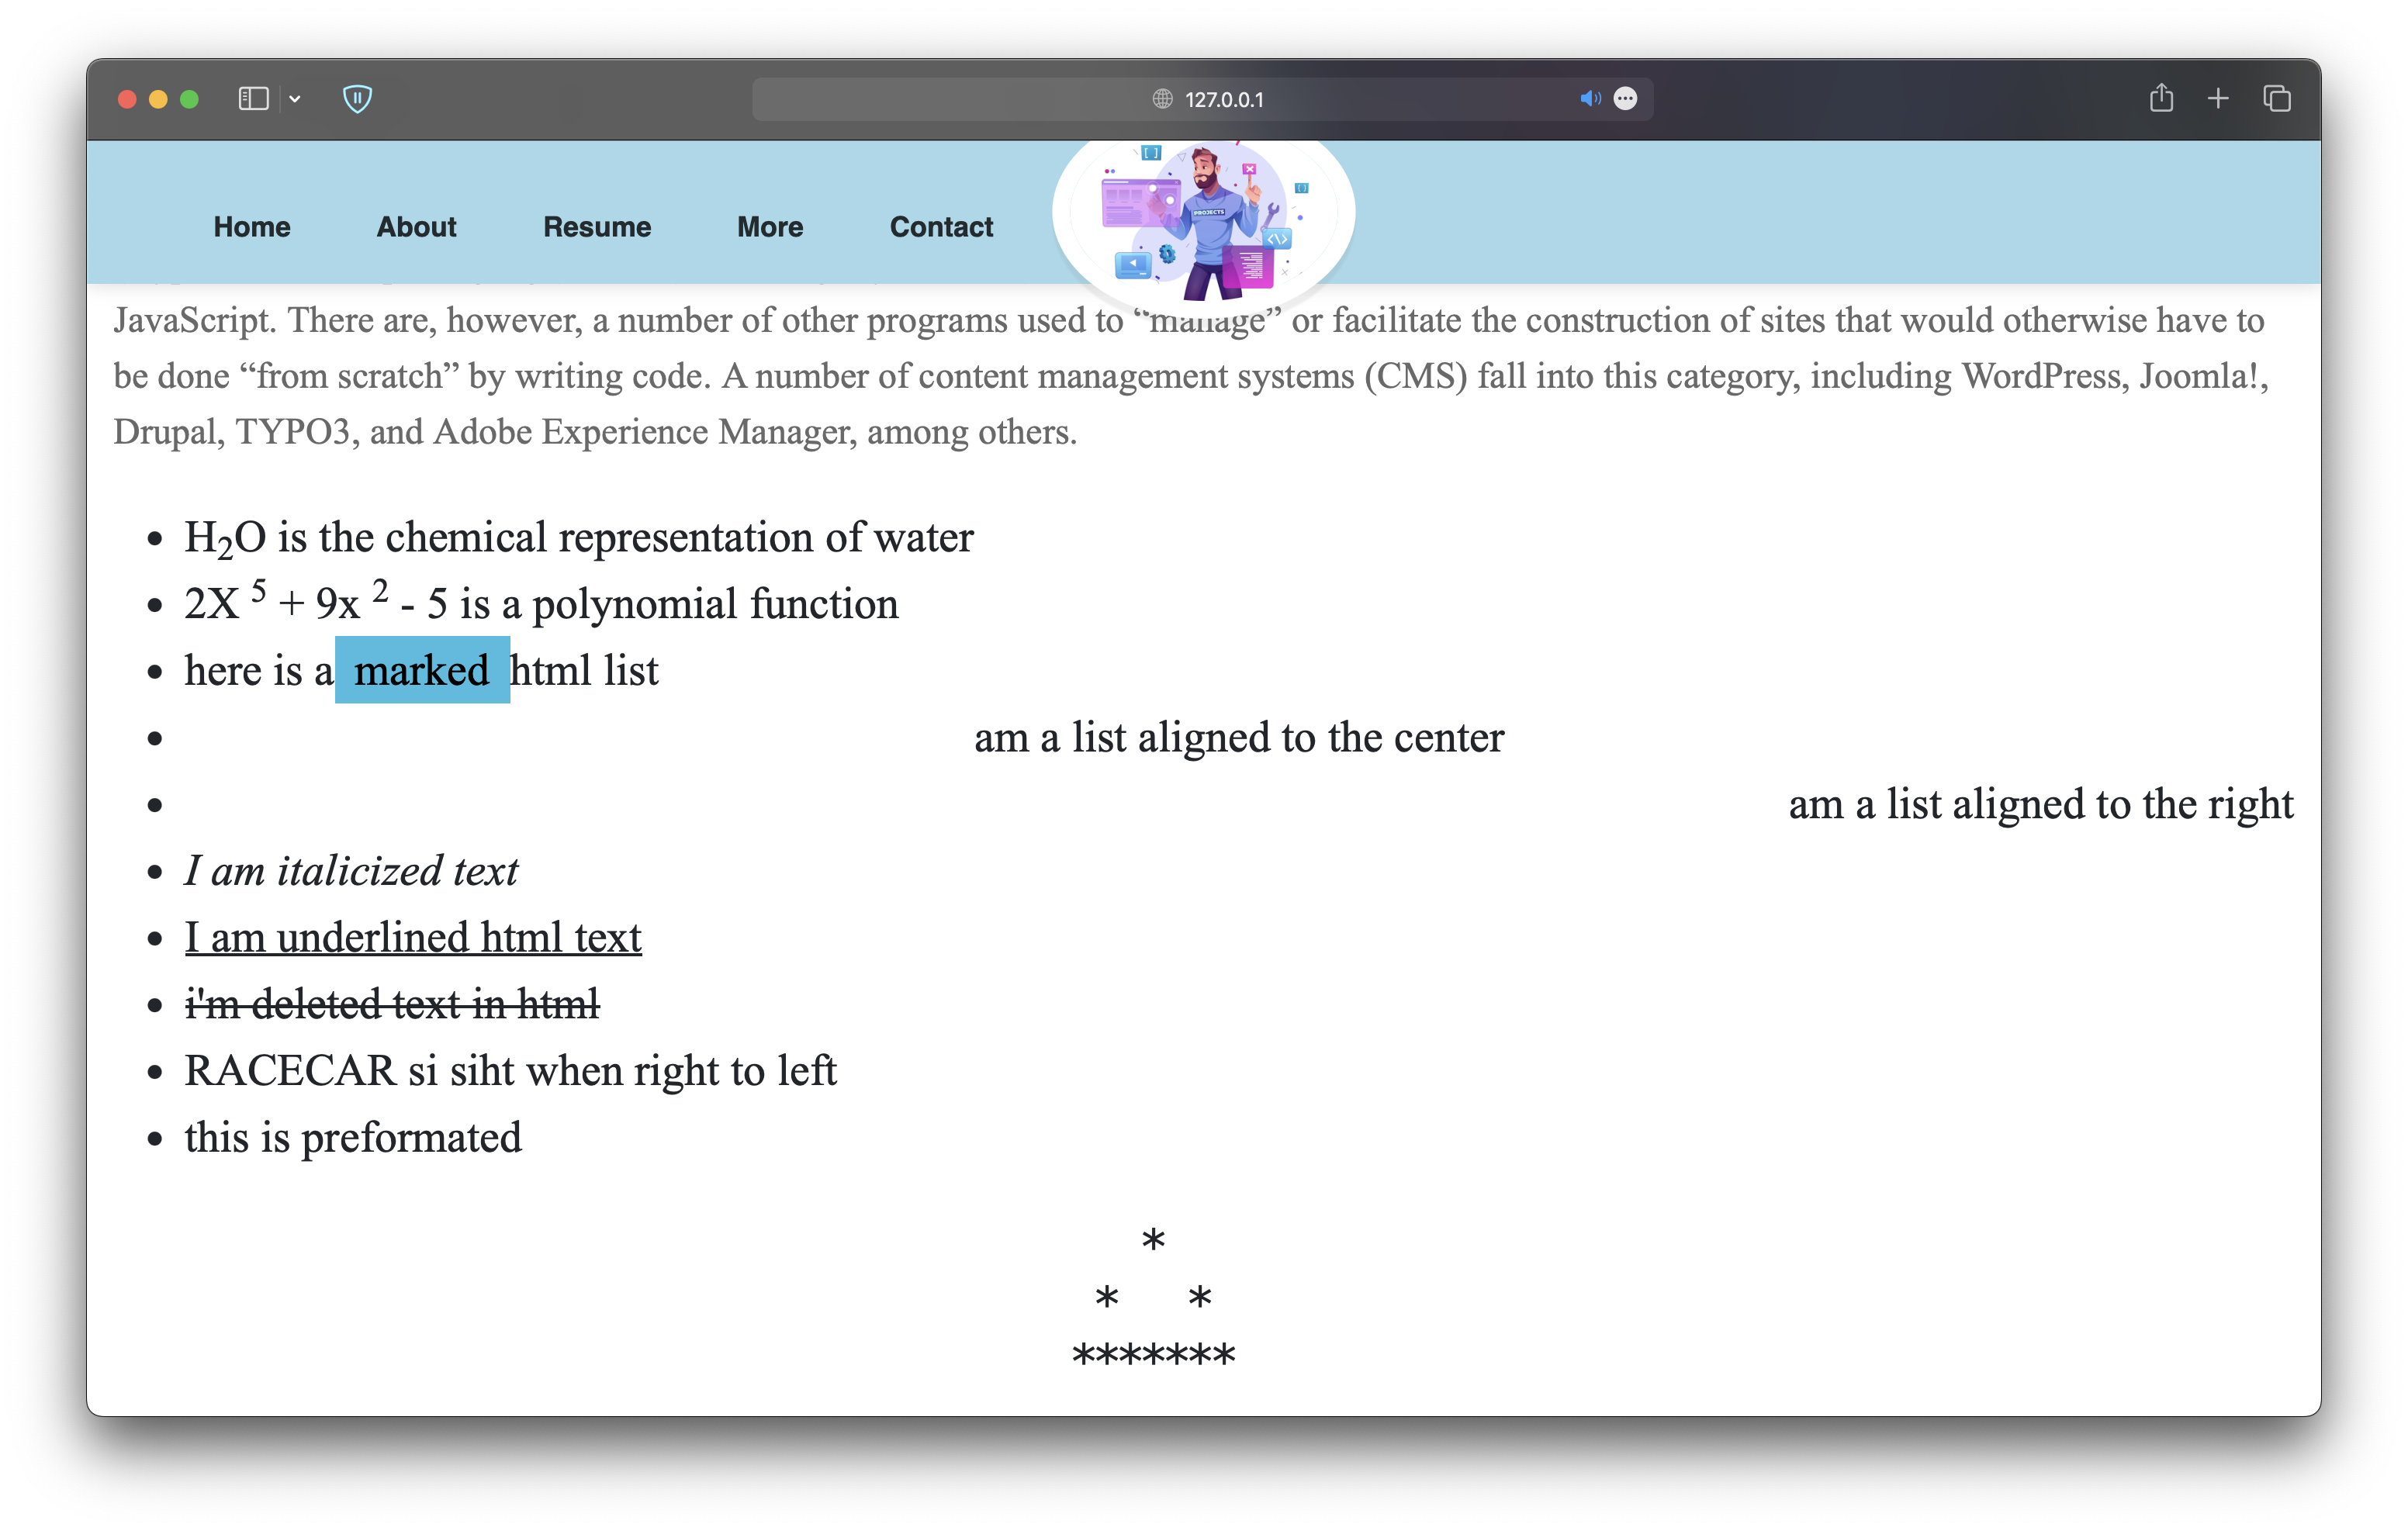 127.0.0.1
Home About Resume More Contact
PROJECTS
JavaScript. There are, however, a number of other programs used to “manage” or facilitate the construction of sites that would otherwise have to
be done “from scratch” by writing code. A number of content management systems (CMS) fall into this category, including WordPress, Joomla!,
Drupal, TYPO3, and Adobe Experience Manager, among others.
• H₂O is the chemical representation of water
• 2X ⁵ + 9x ² - 5 is a polynomial function
• here is a marked html list
• am a list aligned to the center
• am a list aligned to the right
• I am italicized text
• I am underlined html text
• i'm deleted text in html
• RACECAR si siht when right to left
• this is preformated
*
* *
*******